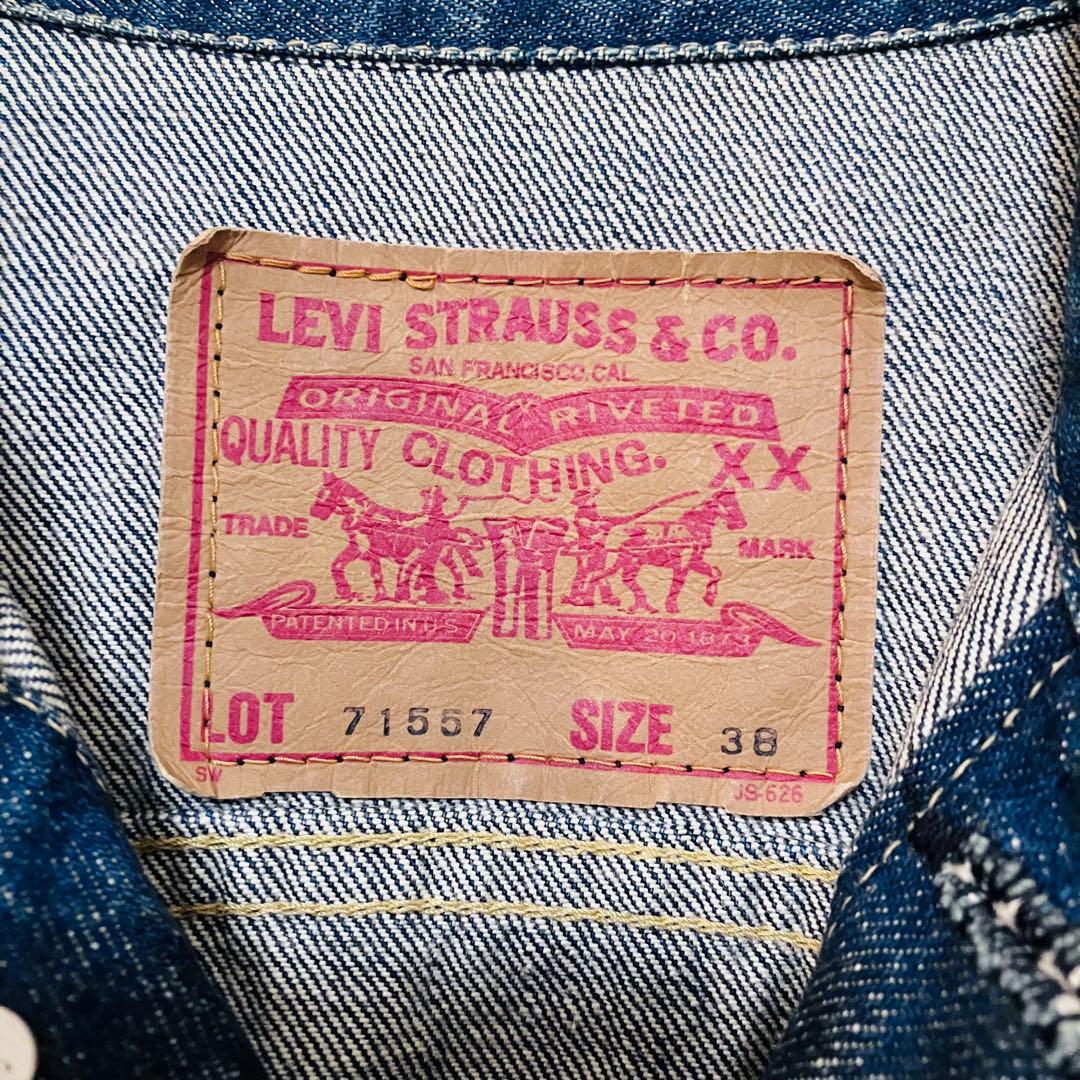 LEVI STRAUSS & CO.
SAN FRANCISCO, CAL.
ORIGINAL RIVETED
QUALITY CLOTHING. XX
TRADE MARK
PATENTED IN U.S. MAY 20 1873
LOT 71557 SIZE 38
SW JS-626